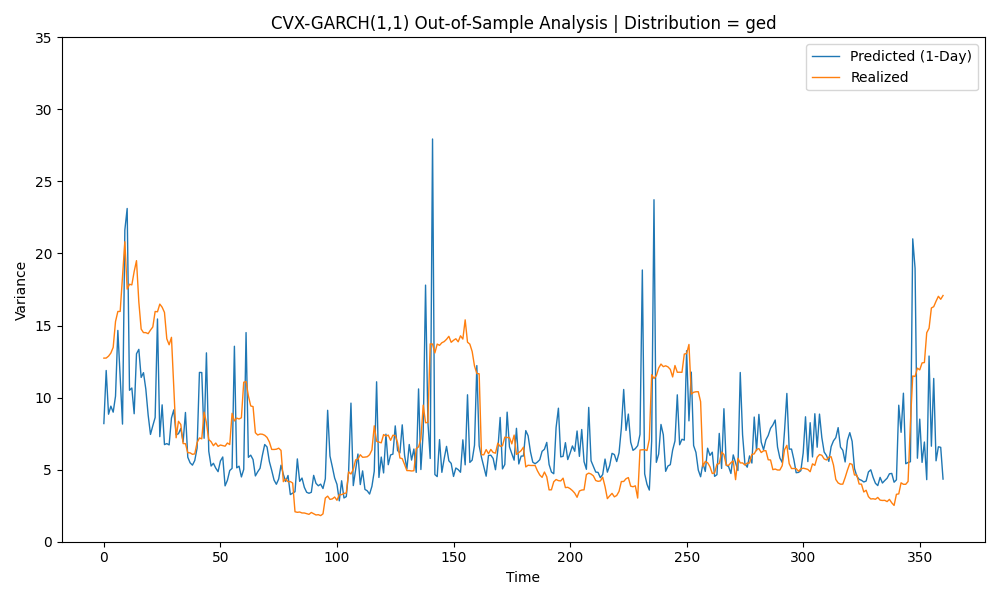 CVX-GARCH(1,1) Out-of-Sample Analysis | Distribution = ged
Predicted (1-Day)
Realized
Variance
35
30
25
20
15
10
5
0
0 50 100 150 200 250 300 350
Time